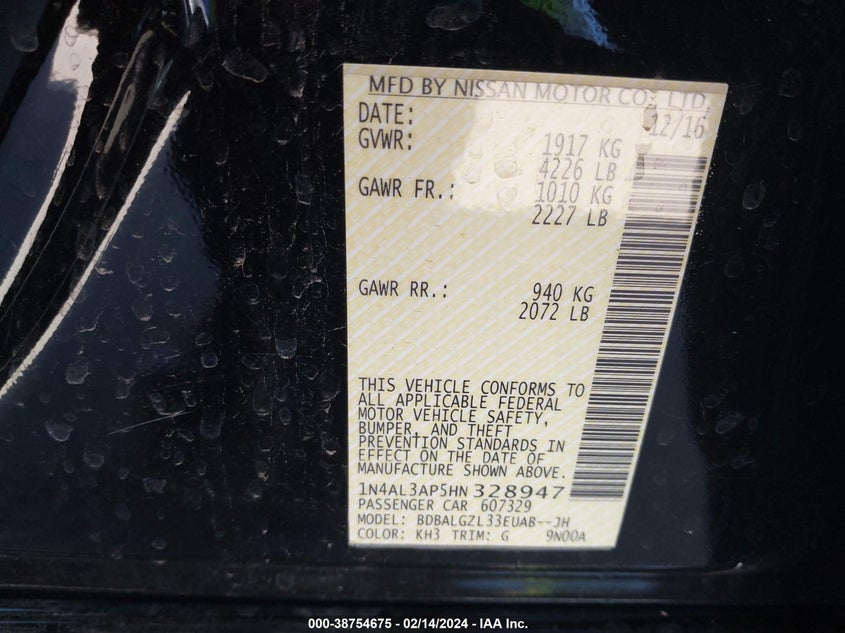 MFD BY NISSAN MOTOR CO., LTD.
DATE: 12/16
GVWR: 1917 KG
4226 LB
GAWR FR.: 1010 KG
2227 LB
GAWR RR.: 940 KG
2072 LB
THIS VEHICLE CONFORMS TO
ALL APPLICABLE FEDERAL
MOTOR VEHICLE SAFETY,
BUMPER, AND THEFT
PREVENTION STANDARDS IN
EFFECT ON THE DATE OF
MANUFACTURE SHOWN ABOVE.
1N4AL3AP5HN328947
PASSENGER CAR 607329
MODEL: BDBALGZL33EUAB--JH
COLOR: KH3 TRIM: G 9N00A
000-38754675 - 02/14/2024 - IAA Inc.